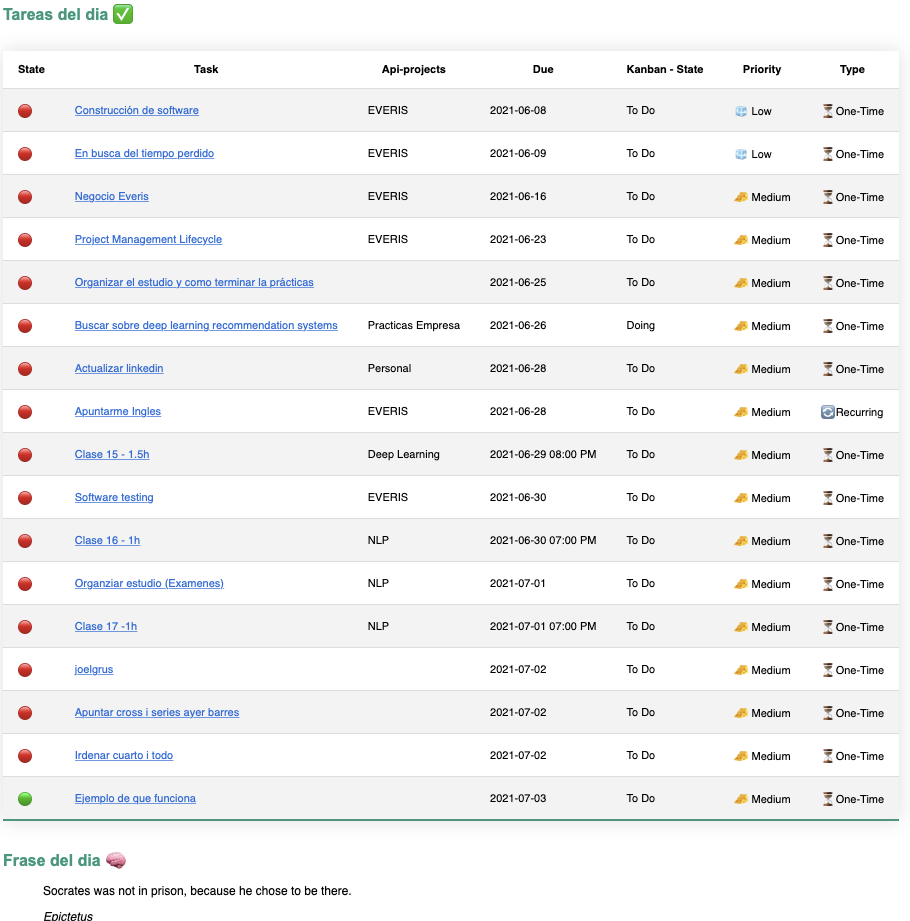 Tareas del dia ✅
State Task Api-projects Due Kanban - State Priority Type
Construcción de software EVERIS 2021-06-08 To Do Low One-Time
En busca del tiempo perdido EVERIS 2021-06-09 To Do Low One-Time
Negocio Everis EVERIS 2021-06-16 To Do Medium One-Time
Project Management Lifecycle EVERIS 2021-06-23 To Do Medium One-Time
Organizar el estudio y como terminar la prácticas 2021-06-25 To Do Medium One-Time
Buscar sobre deep learning recommendation systems Practicas Empresa 2021-06-26 Doing Medium One-Time
Actualizar linkedin Personal 2021-06-28 To Do Medium One-Time
Apuntarme Ingles EVERIS 2021-06-28 To Do Medium Recurring
Clase 15 - 1.5h Deep Learning 2021-06-29 08:00 PM To Do Medium One-Time
Software testing EVERIS 2021-06-30 To Do Medium One-Time
Clase 16 - 1h NLP 2021-06-30 07:00 PM To Do Medium One-Time
Organziar estudio (Examenes) NLP 2021-07-01 To Do Medium One-Time
Clase 17 -1h NLP 2021-07-01 07:00 PM To Do Medium One-Time
joelgrus 2021-07-02 To Do Medium One-Time
Apuntar cross i series ayer barres 2021-07-02 To Do Medium One-Time
Irdenar cuarto i todo 2021-07-02 To Do Medium One-Time
Ejemplo de que funciona 2021-07-03 To Do Medium One-Time
Frase del dia 🧠
Socrates was not in prison, because he chose to be there.
Epictetus